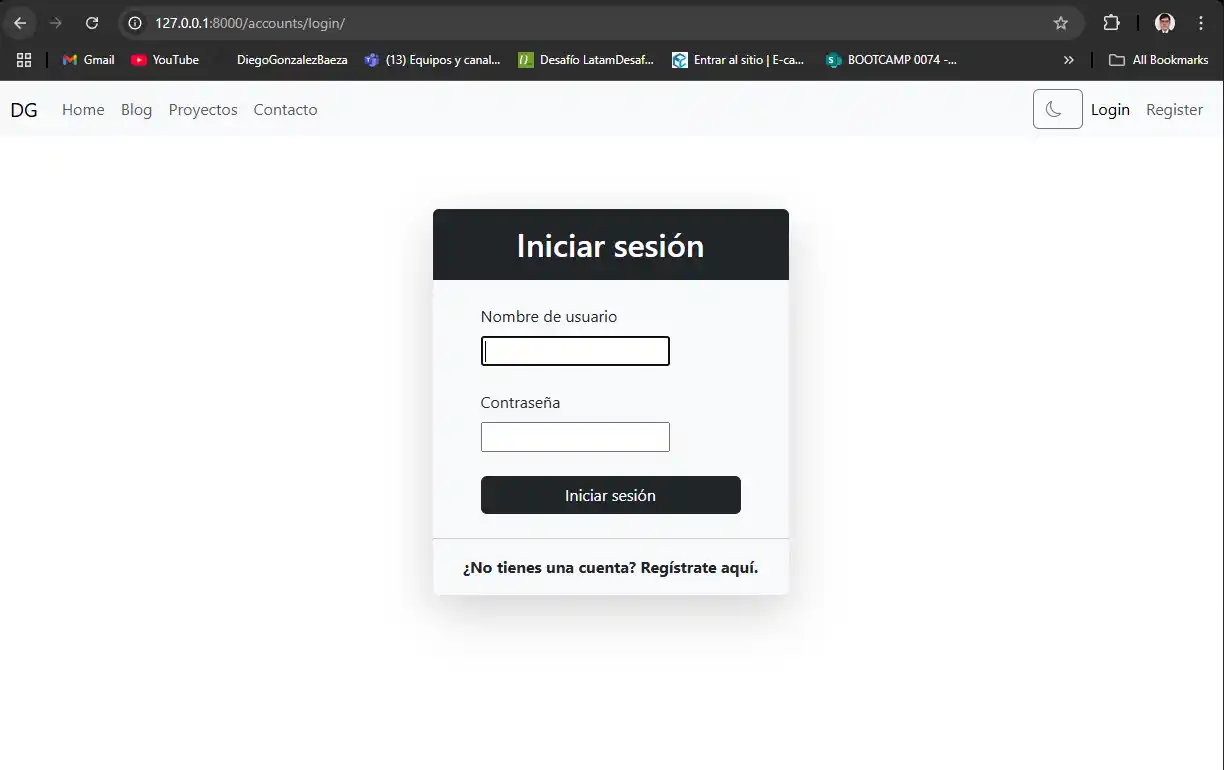 127.0.0.1:8000/accounts/login/
Gmail YouTube DiegoGonzalezBaeza (13) Equipos y canal... Desafío LatamDesaf... Entrar al sitio | E-ca... BOOTCAMP 0074 -... » All Bookmarks
DG Home Blog Proyectos Contacto Login Register
Iniciar sesión
Nombre de usuario
Contraseña
Iniciar sesión
¿No tienes una cuenta? Regístrate aquí.